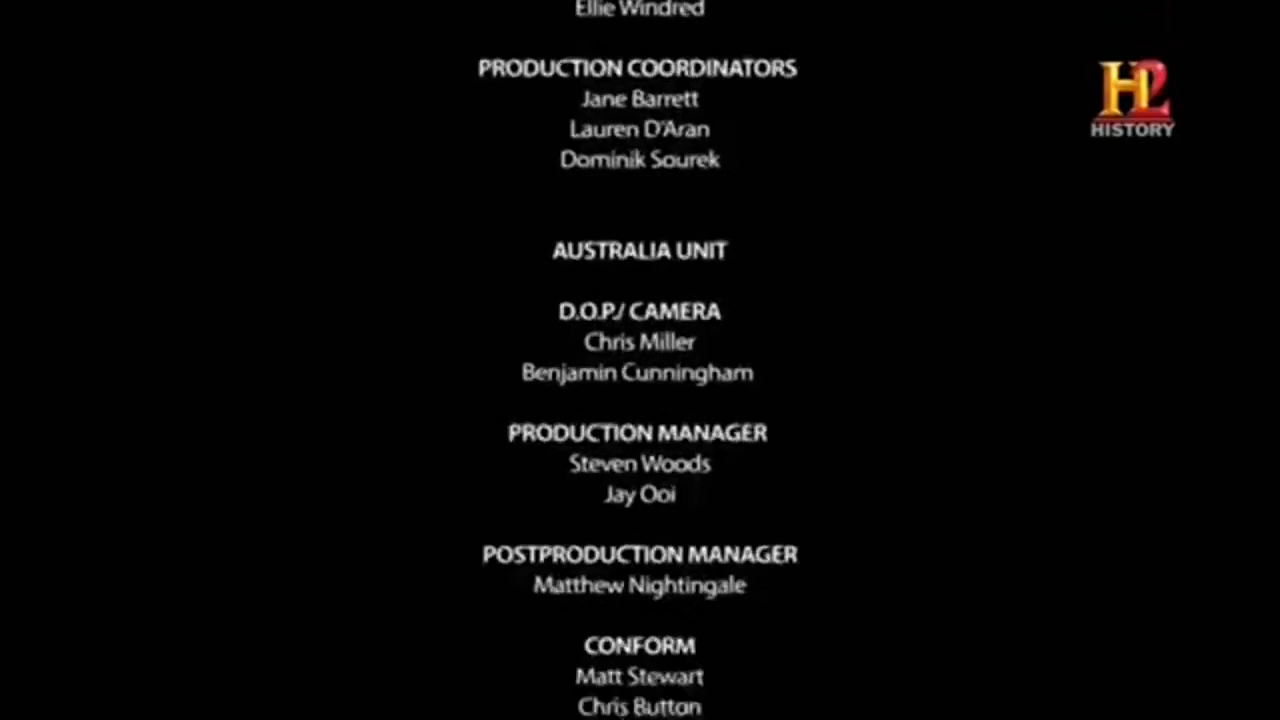 Ellie Windred
PRODUCTION COORDINATORS
Jane Barrett
Lauren D'Aran
Dominik Sourek
AUSTRALIA UNIT
D.O.P./ CAMERA
Chris Miller
Benjamin Cunningham
PRODUCTION MANAGER
Steven Woods
Jay Ooi
POSTPRODUCTION MANAGER
Matthew Nightingale
CONFORM
Matt Stewart
Chris Button
H2
HISTORY